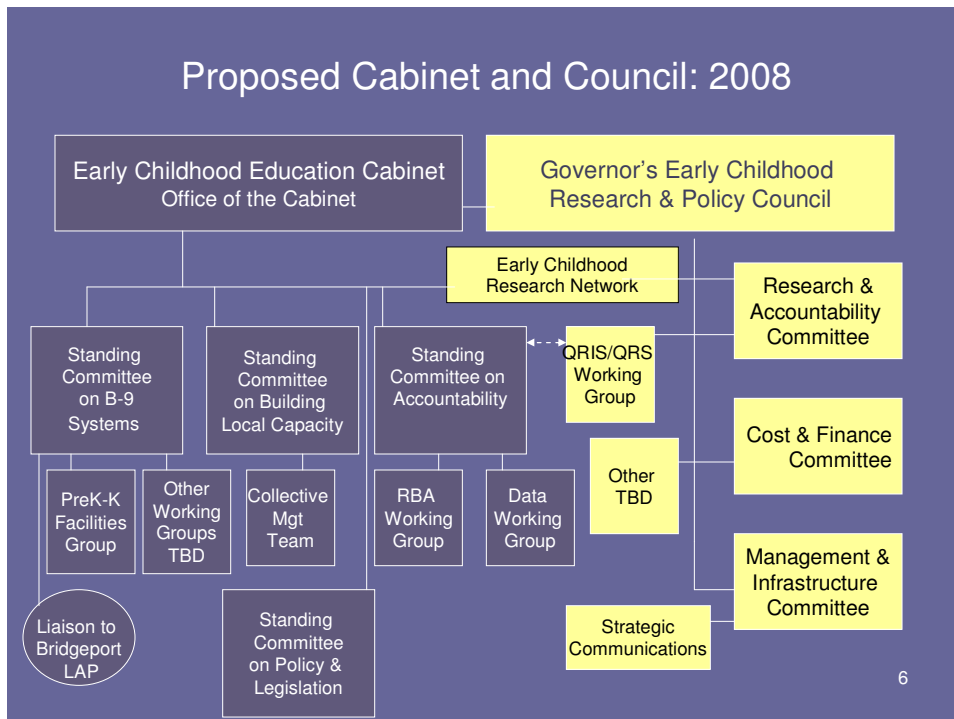 Proposed Cabinet and Council: 2008
Early Childhood Education Cabinet
Office of the Cabinet
Governor's Early Childhood
Research & Policy Council
Early Childhood
Research Network
Research &
Accountability
Committee
Standing
Committee
on B-9
Systems
Standing
Committee
on Building
Local Capacity
Standing
Committee on
Accountability
QRIS/QRS
Working
Group
Cost & Finance
Committee
Other
TBD
PreK-K
Facilities
Group
Other
Working
Groups
TBD
Collective
Mgt
Team
RBA
Working
Group
Data
Working
Group
Management &
Infrastructure
Committee
Liaison to
Bridgeport
LAP
Standing
Committee
on Policy &
Legislation
Strategic
Communications
6